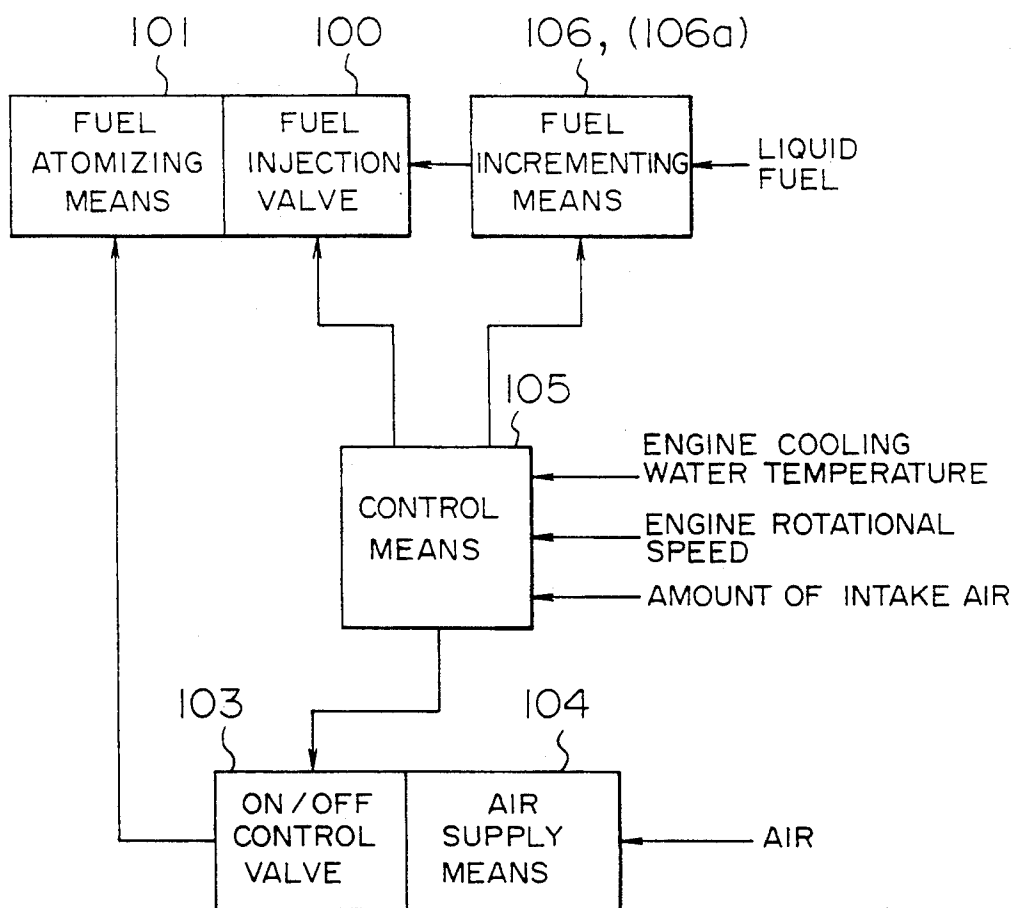 101
100
106, (106a)
FUEL
ATOMIZING
MEANS
FUEL
INJECTION
VALVE
FUEL
INCREMENTING
MEANS
LIQUID
FUEL
105
CONTROL
MEANS
ENGINE COOLING
WATER TEMPERATURE
ENGINE ROTATIONAL
SPEED
AMOUNT OF INTAKE AIR
103
104
ON/OFF
CONTROL
VALVE
AIR
SUPPLY
MEANS
AIR